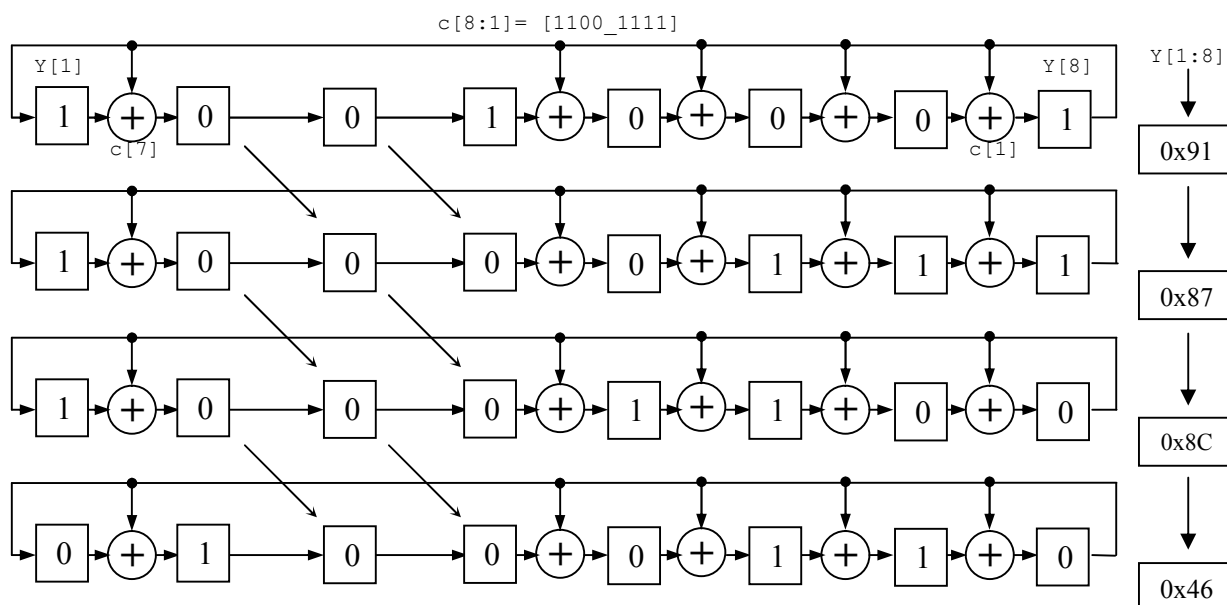 c[8:1]= [1100_1111]
Y[1] Y[8] Y[1:8]
1 + 0 0 1 + 0 + 0 + 0 + 1
c[7] c[1] 0x91
1 + 0 0 0 + 0 + 1 + 1 + 1
0x87
1 + 0 0 0 + 1 + 1 + 0 + 0
0x8C
0 + 1 0 0 + 0 + 1 + 1 + 0
0x46